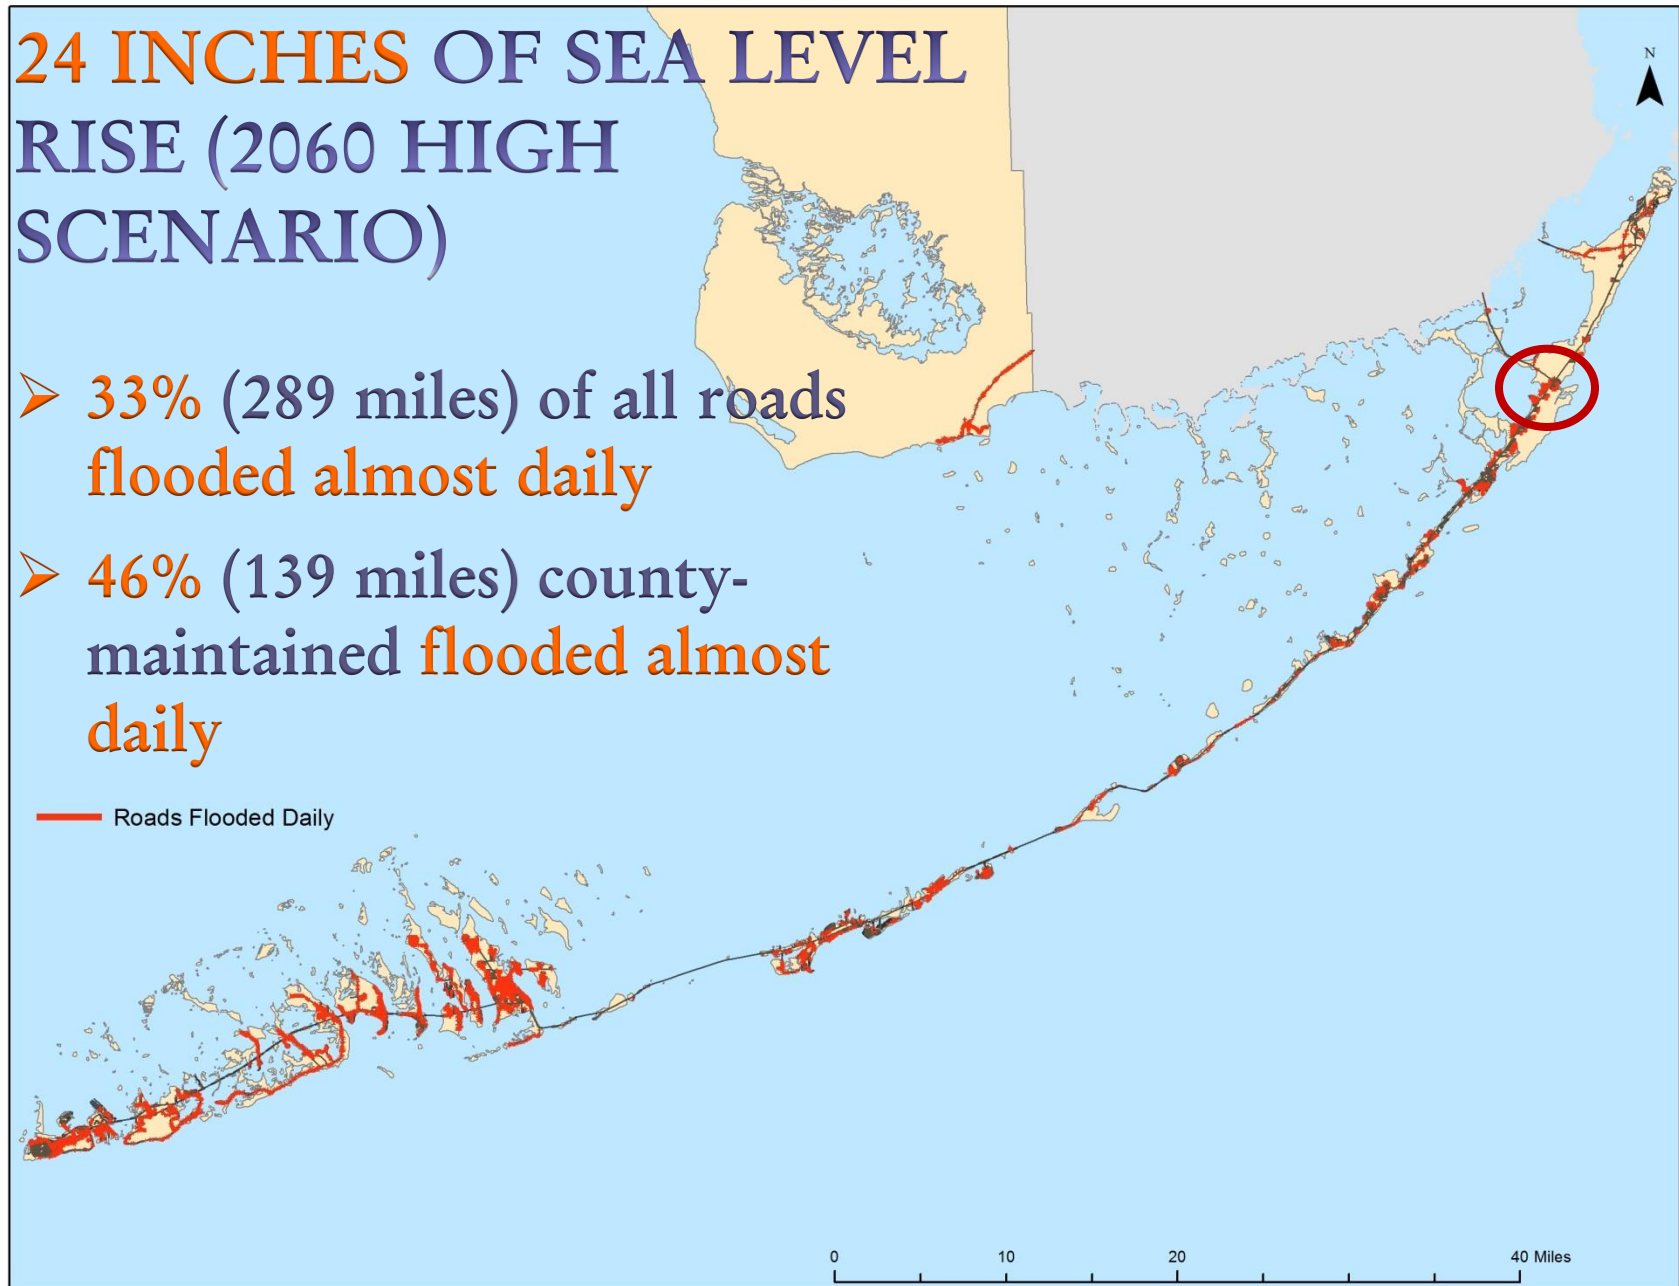 24 INCHES OF SEA LEVEL
RISE (2060 HIGH
SCENARIO)
N
➢ 33% (289 miles) of all roads
flooded almost daily
➢ 46% (139 miles) county-
maintained flooded almost
daily
Roads Flooded Daily
0 10 20 40 Miles